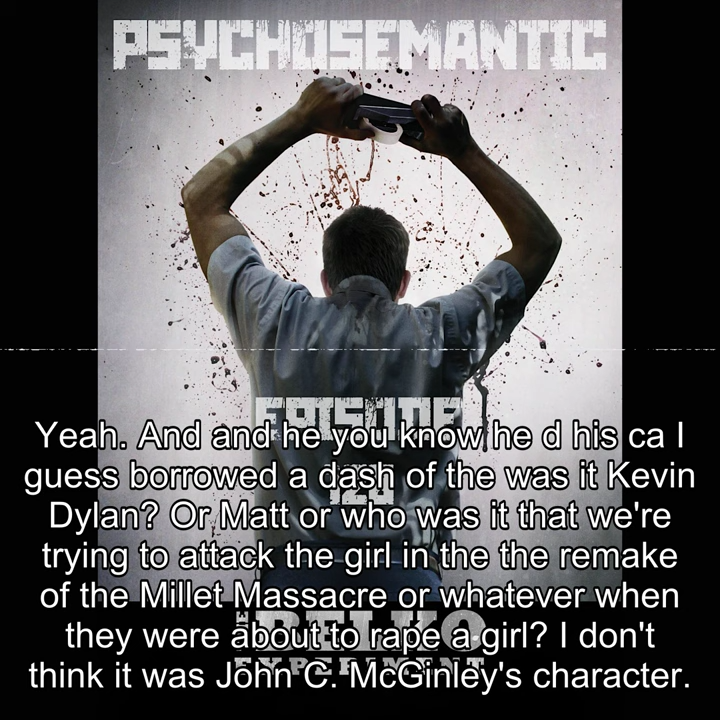 PSYCHOSEMANTIC
EPISODE
Yeah. And and he you know he d his ca I
guess borrowed a dash of the was it Kevin
Dylan? Or Matt or who was it that we're
trying to attack the girl in the the remake
of the Millet Massacre or whatever when
they were about to rape a girl? I don't
think it was John C. McGinley's character.
BELKO
EXPERIMENT